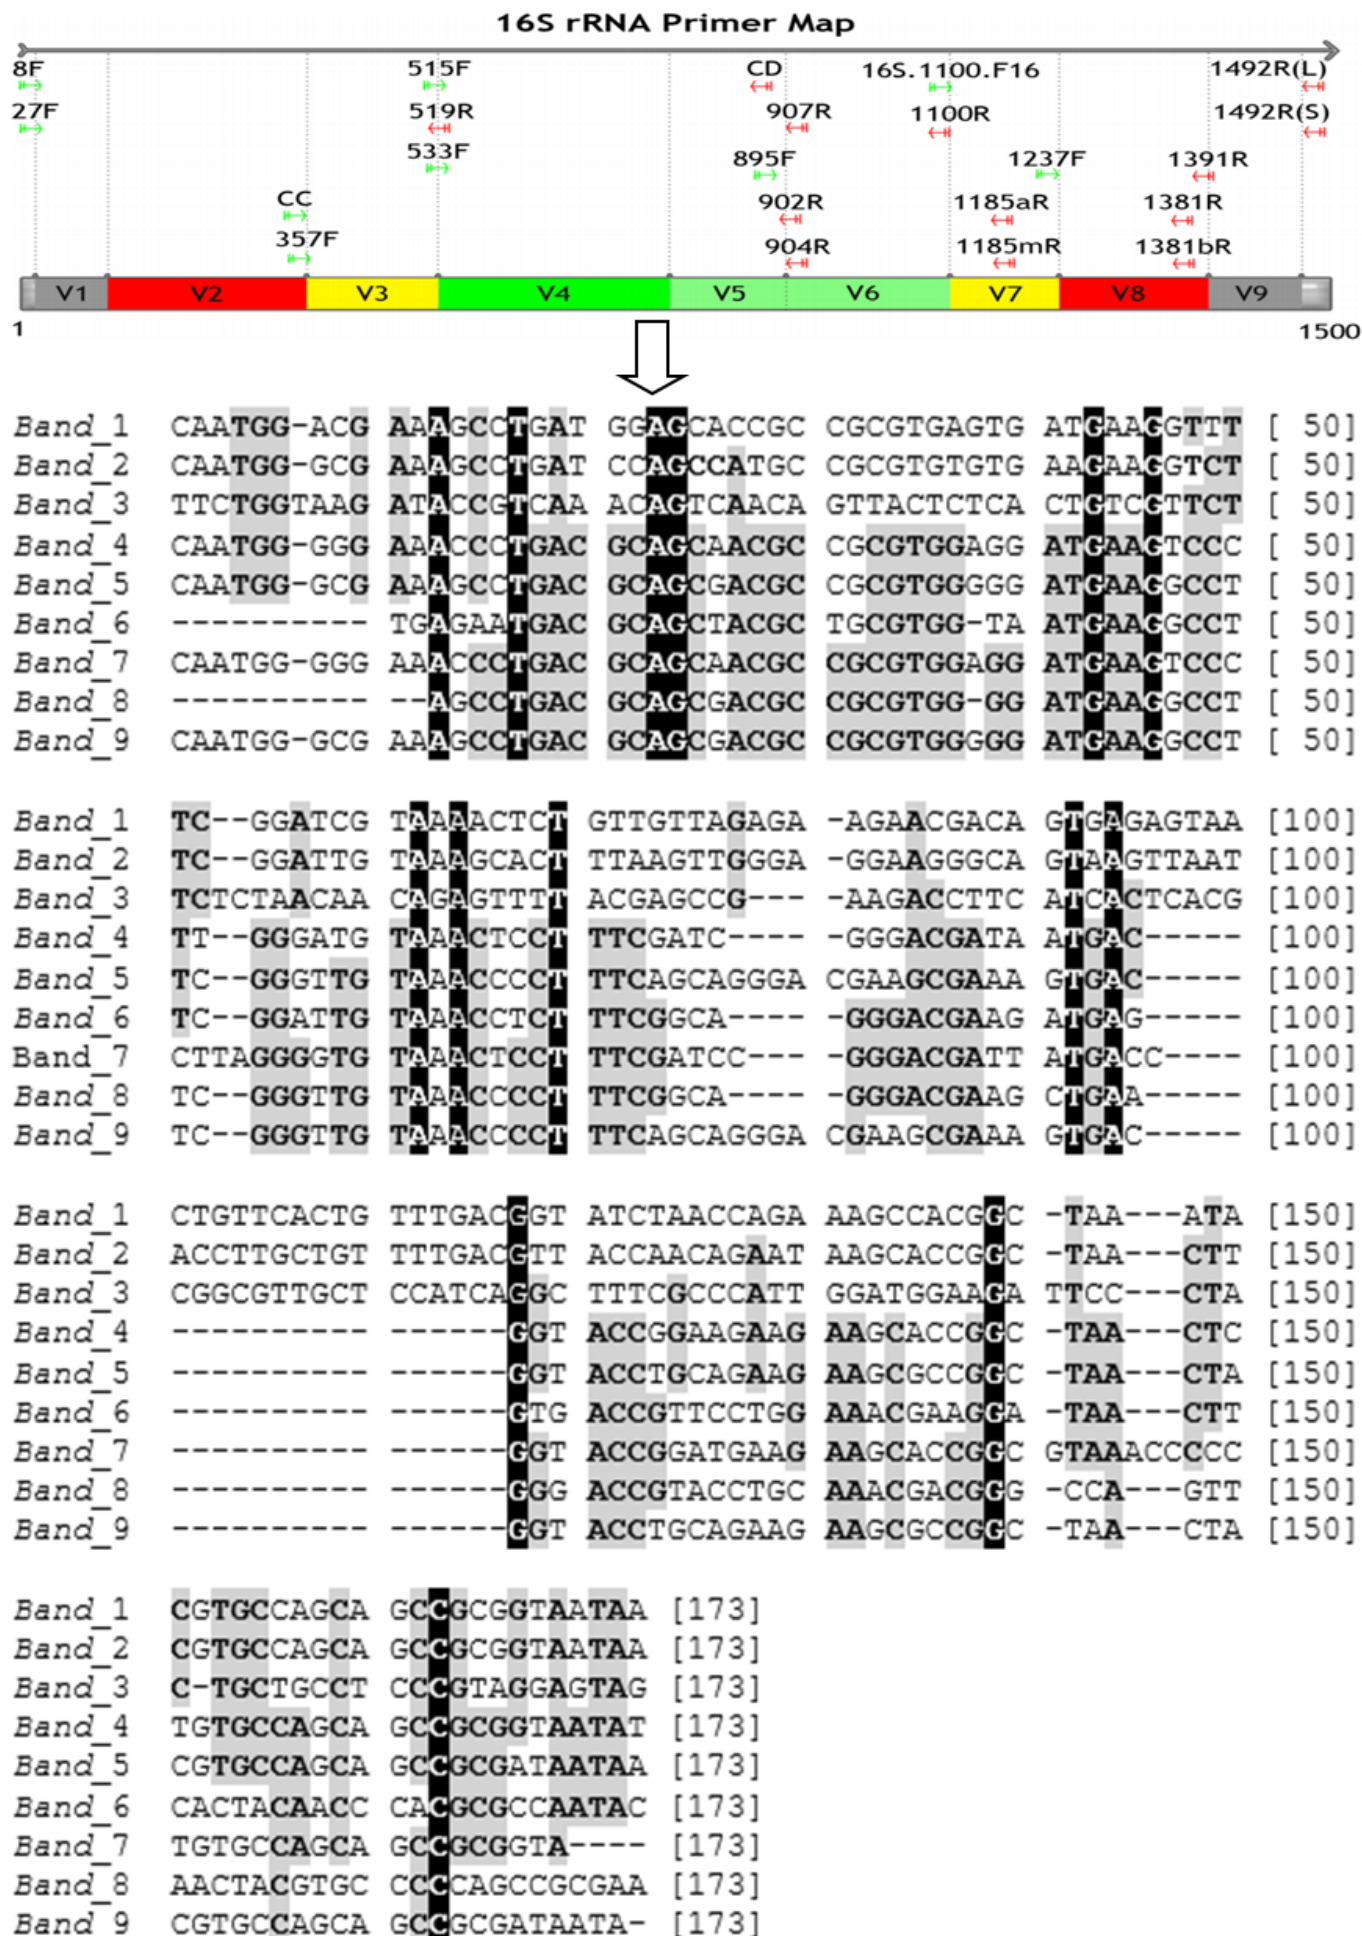 16S rRNA Primer Map
8F 515F CD 16S.1100.F16 1492R(L)
27F 519R 907R 1100R 1492R(S)
533F 895F 1237F 1391R
CC 902R 1185aR 1381R
357F 904R 1185mR 1381bR
V1 V2 V3 V4 V5 V6 V7 V8 V9
1 1500
Band_1 CAATGG-ACG AAAGCCTGAT GGAGCACCGC CGCGTGAGTG ATGAAGGTTT [ 50]
Band_2 CAATGG-GCG AAAGCCTGAT CCAGCCATGC CGCGTGTGTG AAGAAGGTCT [ 50]
Band_3 TTCTGGTAAG ATACCGTCAA ACAGTCAACA GTTACTCTCA CTGTCGTTCT [ 50]
Band_4 CAATGG-GGG AAACCCTGAC GCAGCAACGC CGCGTGGAGG ATGAAGTCCC [ 50]
Band_5 CAATGG-GCG AAAGCCTGAC GCAGCGACGC CGCGTGGGGG ATGAAGGCCT [ 50]
Band_6 ---------- TGAGAATGAC GCAGCTACGC TGCGTGG-TA ATGAAGGCCT [ 50]
Band_7 CAATGG-GGG AAACCCTGAC GCAGCAACGC CGCGTGGAGG ATGAAGTCCC [ 50]
Band_8 ---------- --AGCCTGAC GCAGCGACGC CGCGTGG-GG ATGAAGGCCT [ 50]
Band_9 CAATGG-GCG AAAGCCTGAC GCAGCGACGC CGCGTGGGGG ATGAAGGCCT [ 50]
Band_1 TC--GGATCG TAAAACTCT GTTGTTAGAGA -AGAACGACA GTGAGAGTAA [100]
Band_2 TC--GGATTG TAAAGCACT TTAAGTTGGGA -GGAAGGGCA GTAAGTTAAT [100]
Band_3 TCTCTAACAA CAGAGTTTT ACGAGCCG--- -AAGACCTTC ATCACTCACG [100]
Band_4 TT--GGGATG TAAACTCCT TTCGATC---- -GGGACGATA ATGAC----- [100]
Band_5 TC--GGGTTG TAAACCCCT TTCAGCAGGGA CGAAGCGAAA GTGAC----- [100]
Band_6 TC--GGATTG TAAACCTCT TTCGGCA---- -GGGACGAAG ATGAG----- [100]
Band_7 CTTAGGGGTG TAAACTCCT TTCGATCC--- -GGGACGATT ATGACC---- [100]
Band_8 TC--GGGTTG TAAACCCCT TTCGGCA---- -GGGACGAAG CTGAA----- [100]
Band_9 TC--GGGTTG TAAACCCCT TTCAGCAGGGA CGAAGCGAAA GTGAC----- [100]
Band_1 CTGTTCACTG TTTGACGGT ATCTAACCAGA AAGCCACGGC -TAA---ATA [150]
Band_2 ACCTTGCTGT TTTGACGTT ACCAACAGAAT AAGCACCGGC -TAA---CTT [150]
Band_3 CGGCGTTGCT CCATCAGGC TTTCGCCCATT GGATGGAAGA TTCC---CTA [150]
Band_4 ---------- ------GGT ACCGGAAGAAG AAGCACCGGC -TAA---CTC [150]
Band_5 ---------- ------GGT ACCTGCAGAAG AAGCGCCGGC -TAA---CTA [150]
Band_6 ---------- ------GTG ACCGTTCCTGG AAACGAAGGA -TAA---CTT [150]
Band_7 ---------- ------GGT ACCGGATGAAG AAGCACCGGC GTAAACCCCC [150]
Band_8 ---------- ------GGG ACCGTACCTGC AAACGACGGG -CCA---GTT [150]
Band_9 ---------- ------GGT ACCTGCAGAAG AAGCGCCGGC -TAA---CTA [150]
Band_1 CGTGCCAGCA GCCGCGGTAATAA [173]
Band_2 CGTGCCAGCA GCCGCGGTAATAA [173]
Band_3 C-TGCTGCCT CCCGTAGGAGTAG [173]
Band_4 TGTGCCAGCA GCCGCGGTAATAT [173]
Band_5 CGTGCCAGCA GCCGCGATAATAA [173]
Band_6 CACTACAACC CACGCGCCAATAC [173]
Band_7 TGTGCCAGCA GCCGCGGTA---- [173]
Band_8 AACTACGTGC CCCCAGCCGCGAA [173]
Band_9 CGTGCCAGCA GCCGCGATAATA- [173]